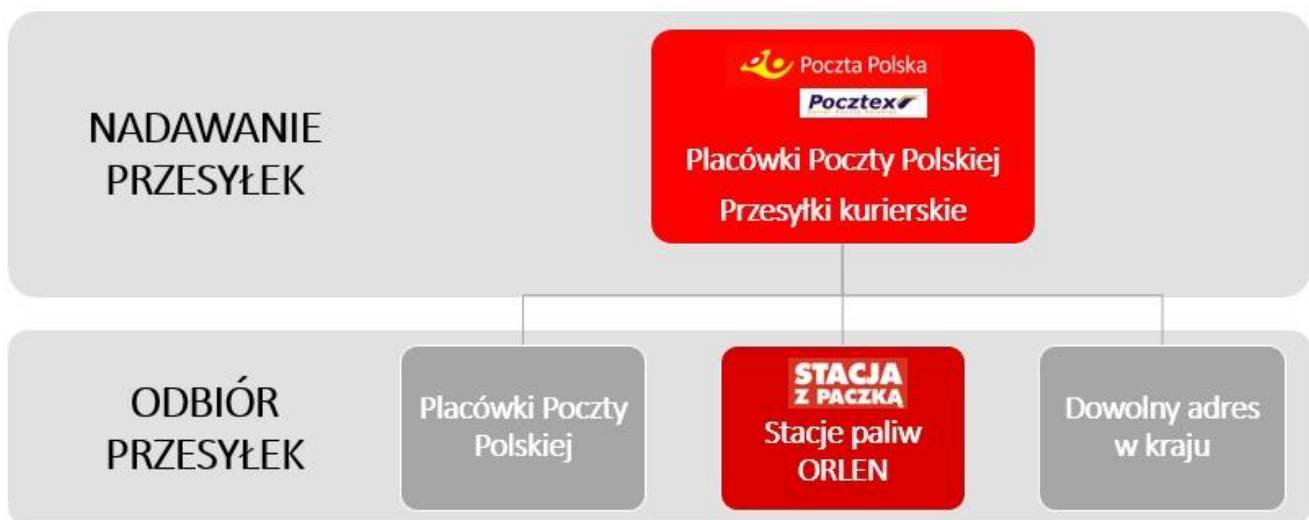 NADAWANIE
PRZESYŁEK
Poczta Polska
Pocztex
Placówki Poczty Polskiej
Przesyłki kurierskie
ODBIÓR
PRZESYŁEK
Placówki Poczty
Polskiej
STACJA
Z PACZKĄ
Stacje paliw
ORLEN
Dowolny adres
w kraju